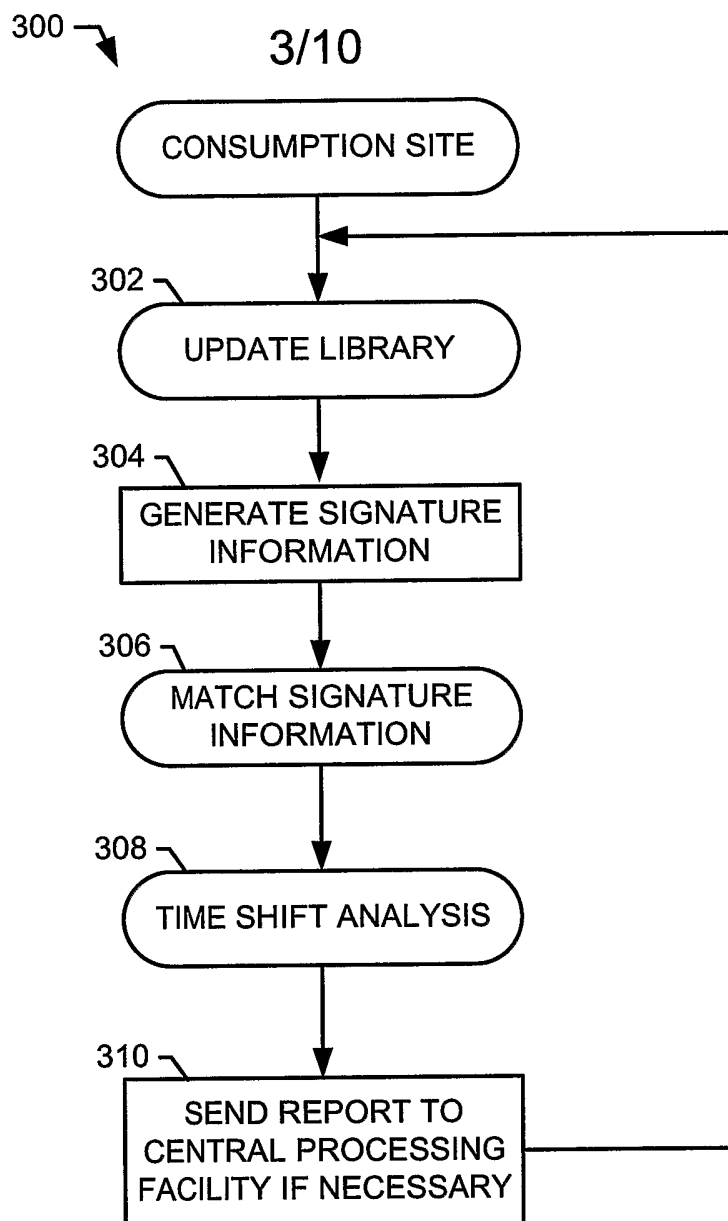 300
3/10
CONSUMPTION SITE
302
UPDATE LIBRARY
304
GENERATE SIGNATURE
INFORMATION
306
MATCH SIGNATURE
INFORMATION
308
TIME SHIFT ANALYSIS
310
SEND REPORT TO
CENTRAL PROCESSING
FACILITY IF NECESSARY